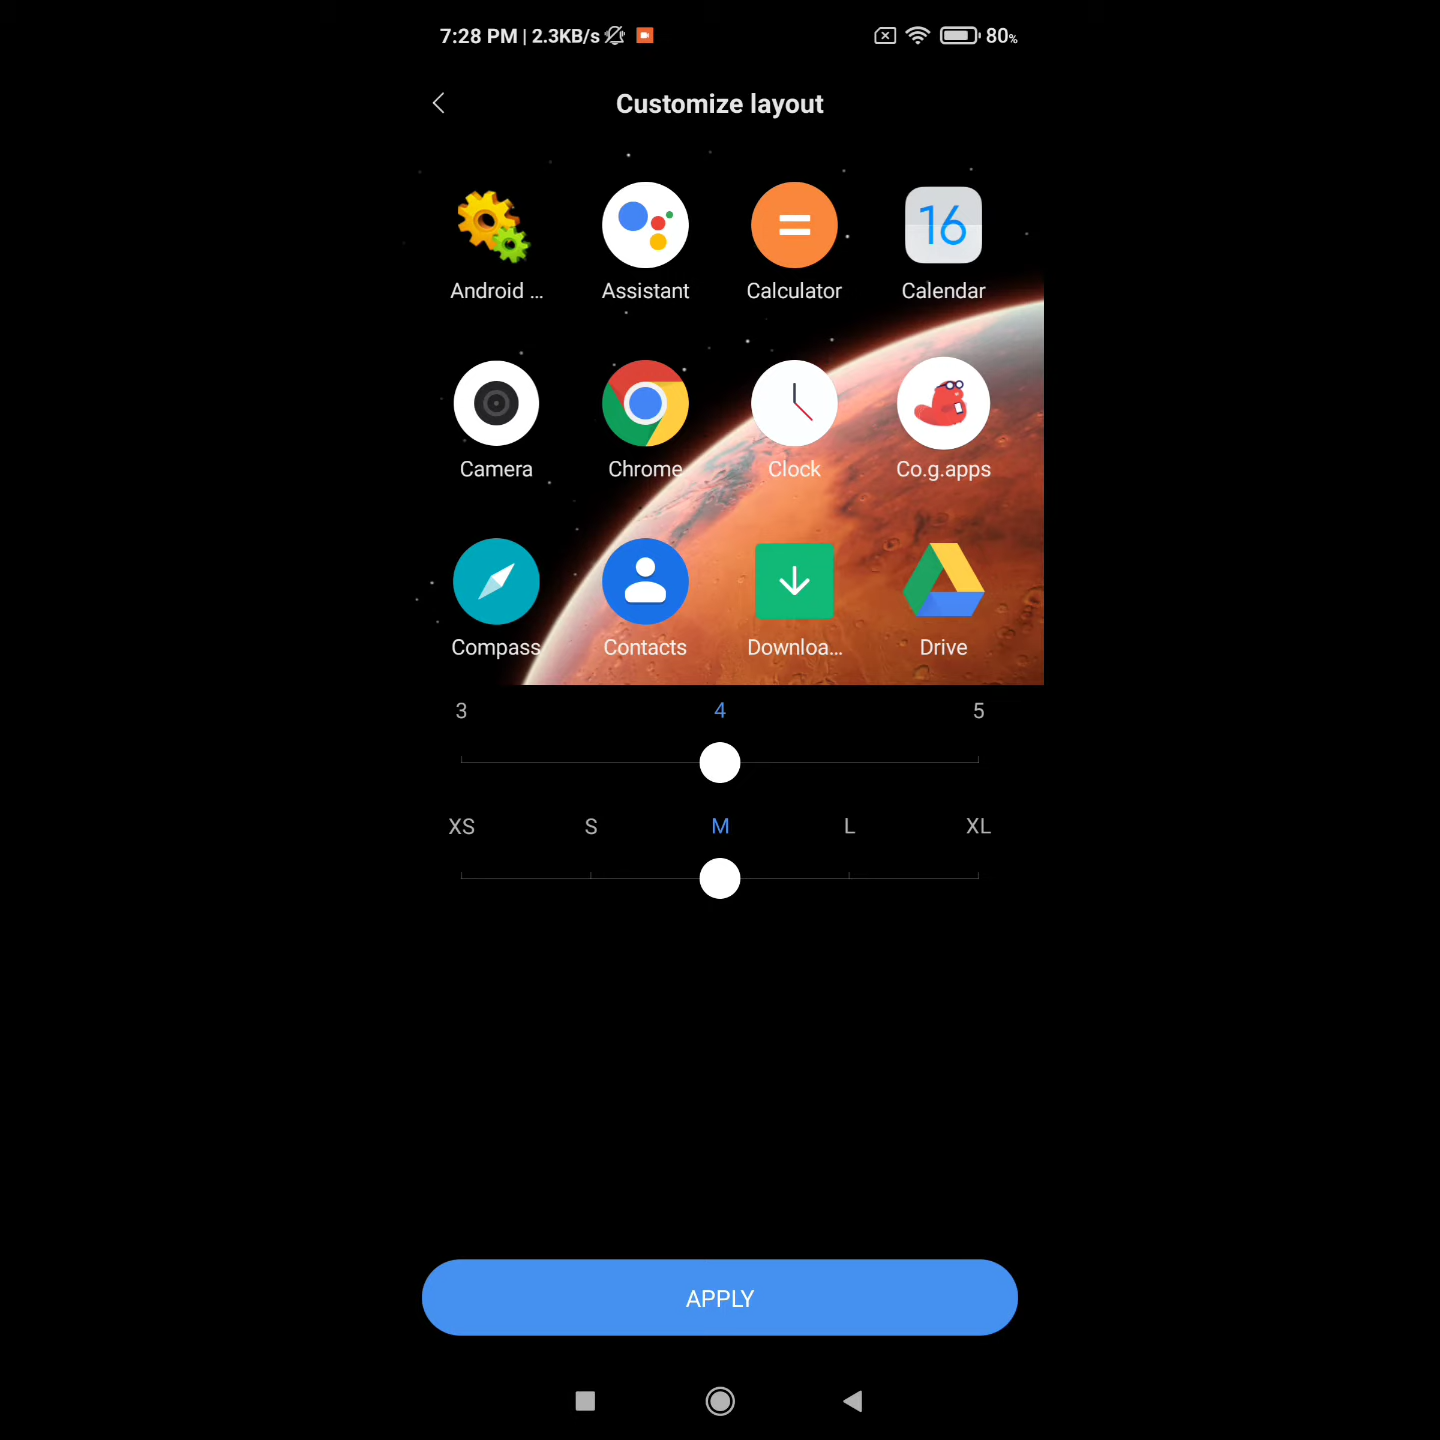 7:28 PM | 2.3KB/s 80%
Customize layout
16
Android ... Assistant Calculator Calendar
Camera Chrome Clock Co.g.apps
Compass Contacts Downloa... Drive
3 4 5
XS S M L XL
APPLY